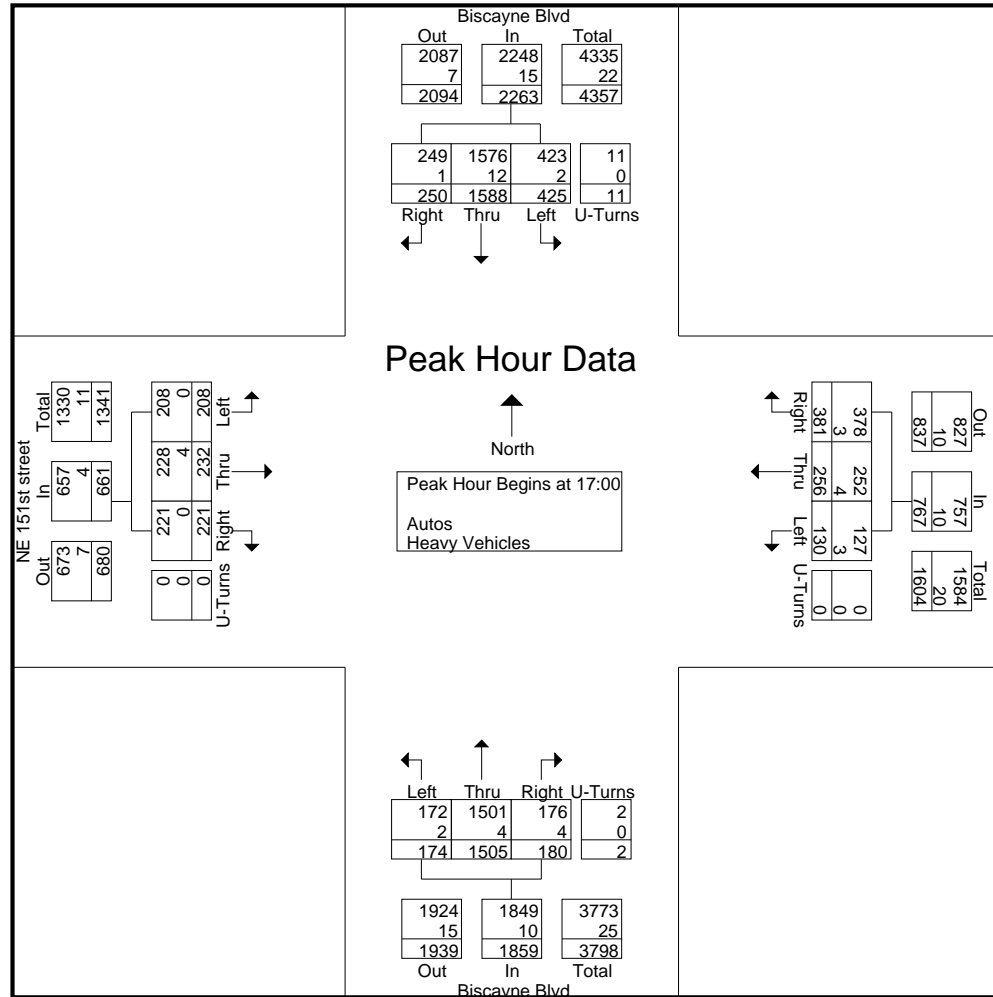 Biscayne Blvd
Out In Total
2087 2248 4335
7 15 22
2094 2263 4357
249 1576 423 11
1 12 2 0
250 1588 425 11
Right Thru Left U-Turns
Peak Hour Data
North
Peak Hour Begins at 17:00
Autos
Heavy Vehicles
NE 151st street
Total In Out
1330 657 673
11 4 7
1341 661 680
208 228 221 0
0 4 0 0
208 232 221 0
Left Thru Right U-Turns
Out In Total
827 757 1584
10 10 20
837 767 1604
378 252 127 0
3 4 3 0
381 256 130 0
Right Thru Left U-Turns
Left Thru Right U-Turns
172 1501 176 2
2 4 4 0
174 1505 180 2
1924 1849 3773
15 10 25
1939 1859 3798
Out In Total
Biscayne Blvd